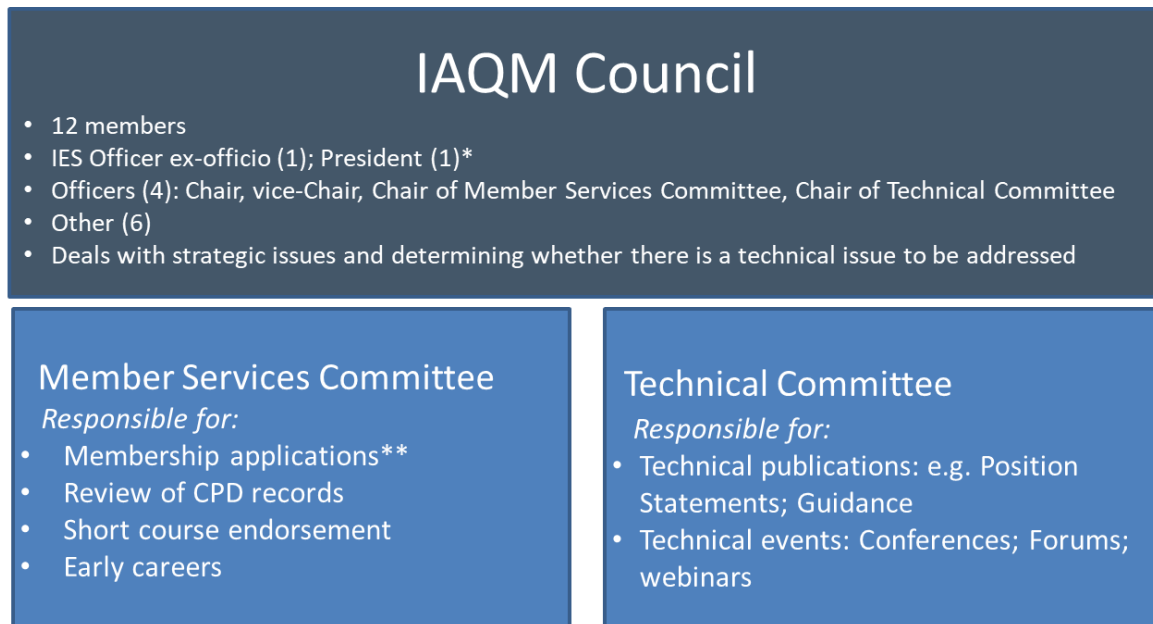 IAQM Council
• 12 members
• IES Officer ex-officio (1); President (1)*
• Officers (4): Chair, vice-Chair, Chair of Member Services Committee, Chair of Technical Committee
• Other (6)
• Deals with strategic issues and determining whether there is a technical issue to be addressed
Member Services Committee
Responsible for:
• Membership applications**
• Review of CPD records
• Short course endorsement
• Early careers
Technical Committee
Responsible for:
• Technical publications: e.g. Position
Statements; Guidance
• Technical events: Conferences; Forums;
webinars